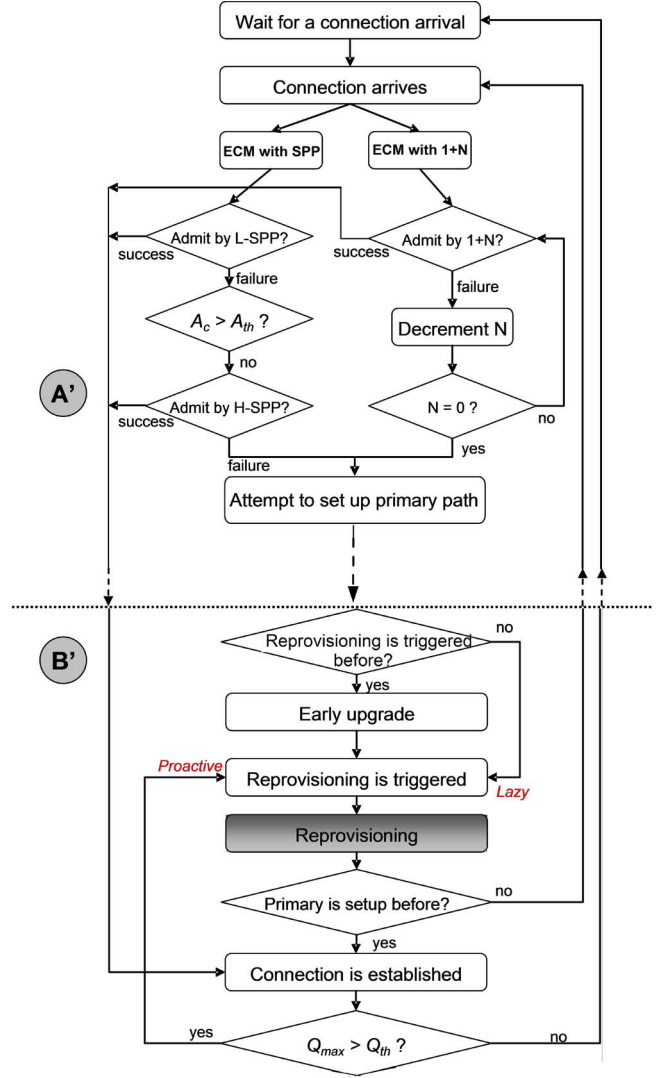 Wait for a connection arrival
Connection arrives
ECM with SPP
ECM with 1+N
Admit by L-SPP?
Admit by 1+N?
success
success
failure
failure
A_c > A_th ?
Decrement N
no
A'
Admit by H-SPP?
N = 0 ?
success
no
failure
yes
Attempt to set up primary path
B'
Reprovisioning is triggered
before?
no
yes
Early upgrade
Proactive
Reprovisioning is triggered
Lazy
Reprovisioning
Primary is setup before?
no
yes
Connection is established
yes
Q_max > Q_th ?
no